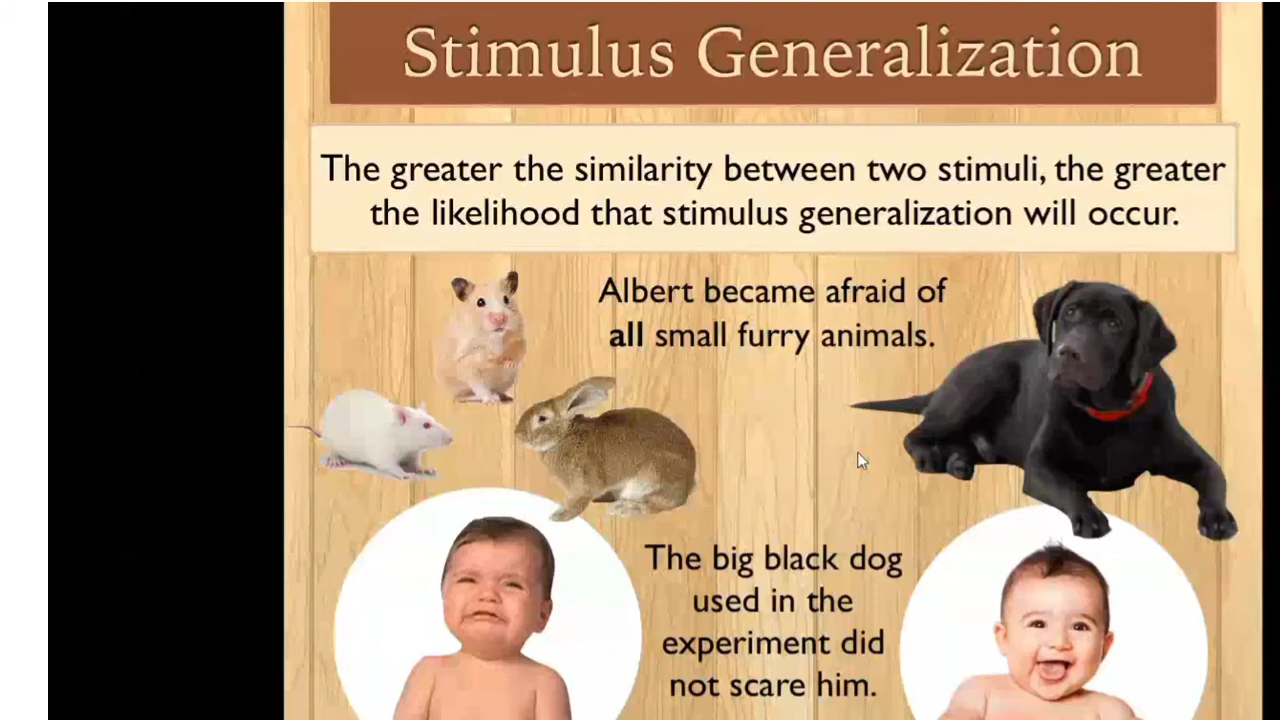 Stimulus Generalization
The greater the similarity between two stimuli, the greater
the likelihood that stimulus generalization will occur.
Albert became afraid of
all small furry animals.
The big black dog
used in the
experiment did
not scare him.